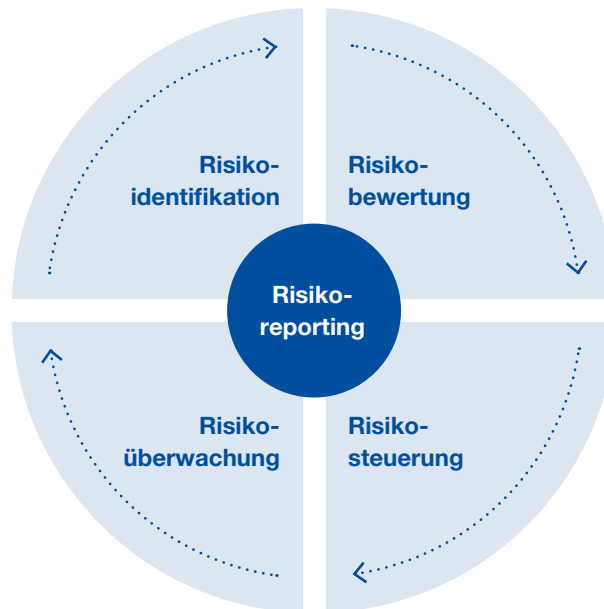 Risiko-
identifikation
Risiko-
bewertung
Risiko-
reporting
Risiko-
überwachung
Risiko-
steuerung